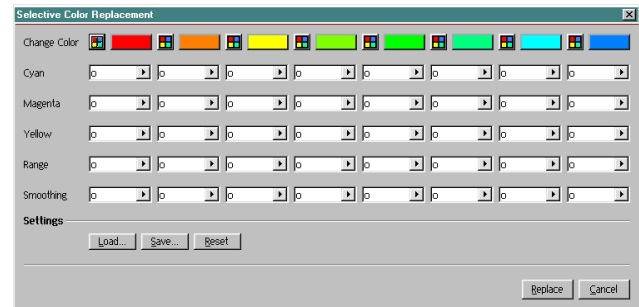 Selective Color Replacement
Change Color
Cyan 0 0 0 0 0 0 0 0
Magenta 0 0 0 0 0 0 0 0
Yellow 0 0 0 0 0 0 0 0
Range 0 0 0 0 0 0 0 0
Smoothing 0 0 0 0 0 0 0 0
Settings
Load... Save... Reset
Replace Cancel